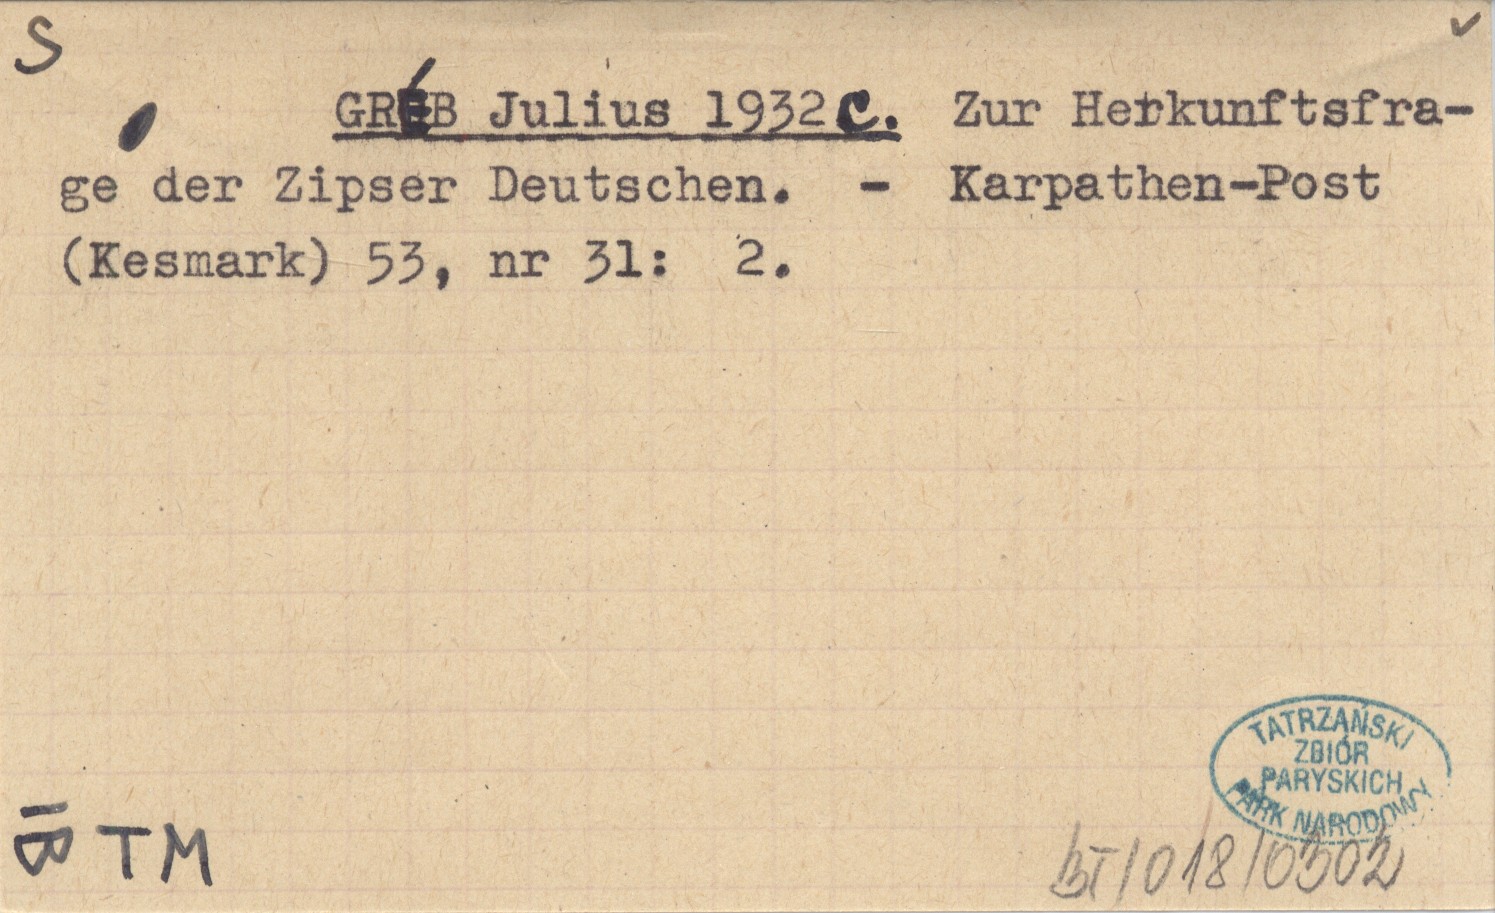 S ✓
GRÉB Julius 1932c. Zur Herkunftsfra-
ge der Zipser Deutschen. - Karpathen-Post
(Kesmark) 53, nr 31: 2.
TATRZAŃSKI
ZBIÓR
PARYSKICH
PARK NARODOWY
B̄ TM
BT/018/0302